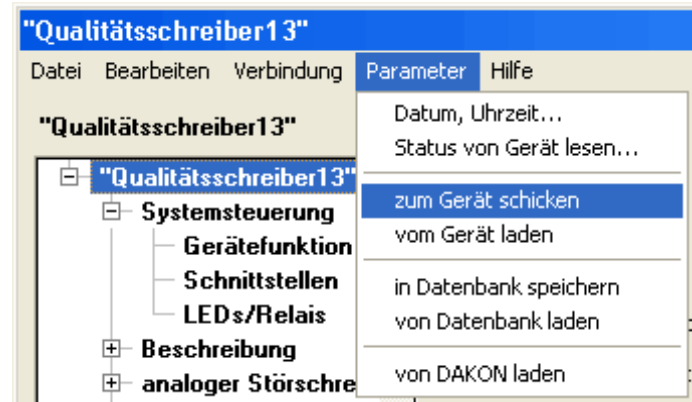 "Qualitätsschreiber13"
Datei Bearbeiten Verbindung Parameter Hilfe
"Qualitätsschreiber13"
Datum, Uhrzeit...
Status von Gerät lesen...
zum Gerät schicken
vom Gerät laden
in Datenbank speichern
von Datenbank laden
von DAKON laden
"Qualitätsschreiber13"
Systemsteuerung
Gerätefunktion
Schnittstellen
LEDs/Relais
Beschreibung
analoger Störschre